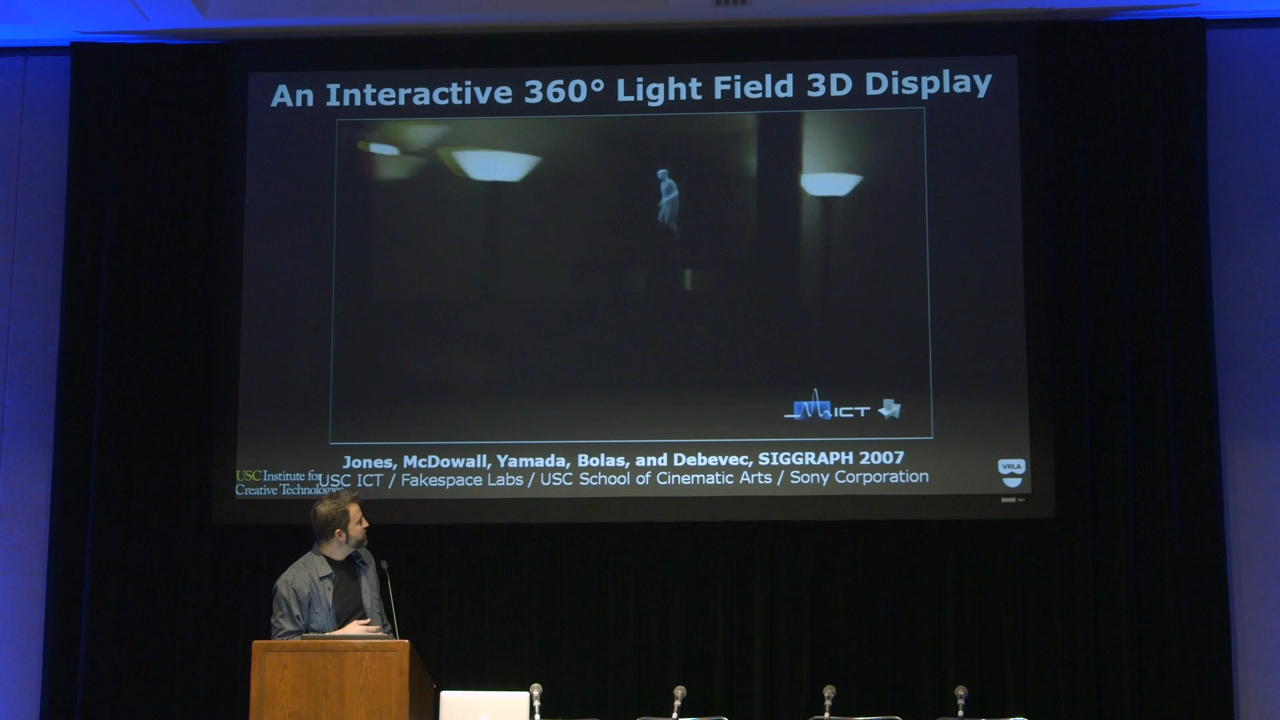 An Interactive 360° Light Field 3D Display
ICT
Jones, McDowall, Yamada, Bolas, and Debevec, SIGGRAPH 2007
USC ICT / Fakespace Labs / USC School of Cinematic Arts / Sony Corporation
USC Institute for
Creative Technologies
VRLA